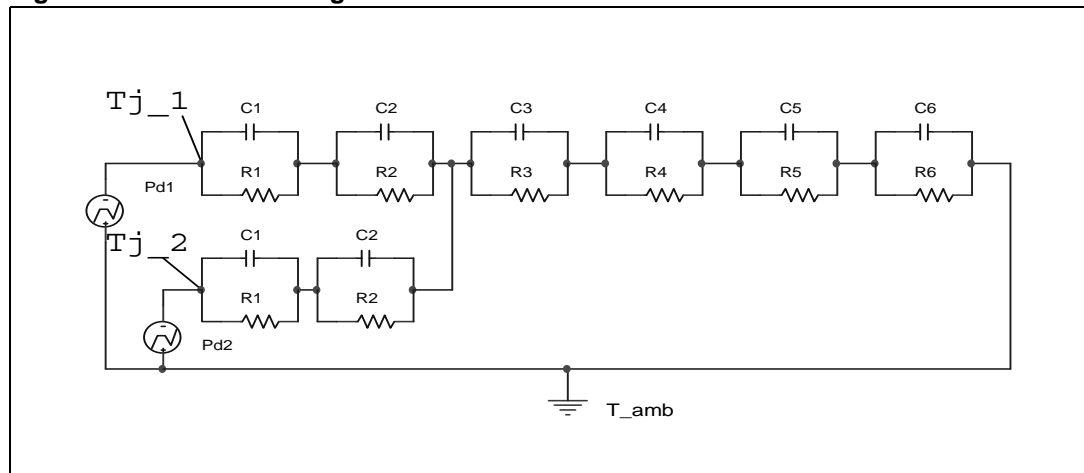 Tj_1
C1 C2 C3 C4 C5 C6
R1 R2 R3 R4 R5 R6
Pd1
Tj_2
C1 C2
R1 R2
Pd2
T_amb